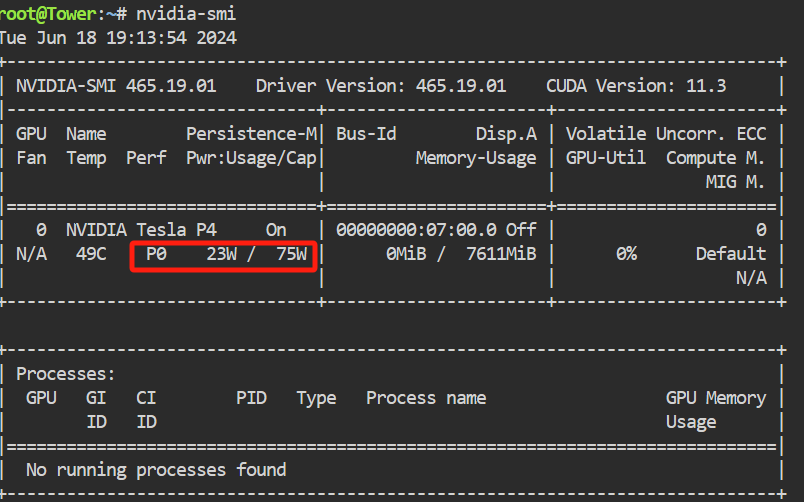 root@Tower:~# nvidia-smi
Tue Jun 18 19:13:54 2024
+-----------------------------------------------------------------------------+
| NVIDIA-SMI 465.19.01    Driver Version: 465.19.01    CUDA Version: 11.3     |
|-------------------------------+----------------------+----------------------+
| GPU  Name        Persistence-M| Bus-Id        Disp.A | Volatile Uncorr. ECC |
| Fan  Temp  Perf  Pwr:Usage/Cap|         Memory-Usage | GPU-Util  Compute M. |
|                               |                      |               MIG M. |
|===============================+======================+======================|
|   0  NVIDIA Tesla P4     On   | 00000000:07:00.0 Off |                    0 |
| N/A   49C    P0    23W /  75W |      0MiB /  7611MiB |      0%      Default |
|                               |                      |                  N/A |
+-------------------------------+----------------------+----------------------+

+-----------------------------------------------------------------------------+
| Processes:                                                                  |
|  GPU   GI   CI        PID   Type   Process name                  GPU Memory |
|        ID   ID                                                   Usage      |
|=============================================================================|
|  No running processes found                                                 |
+-----------------------------------------------------------------------------+